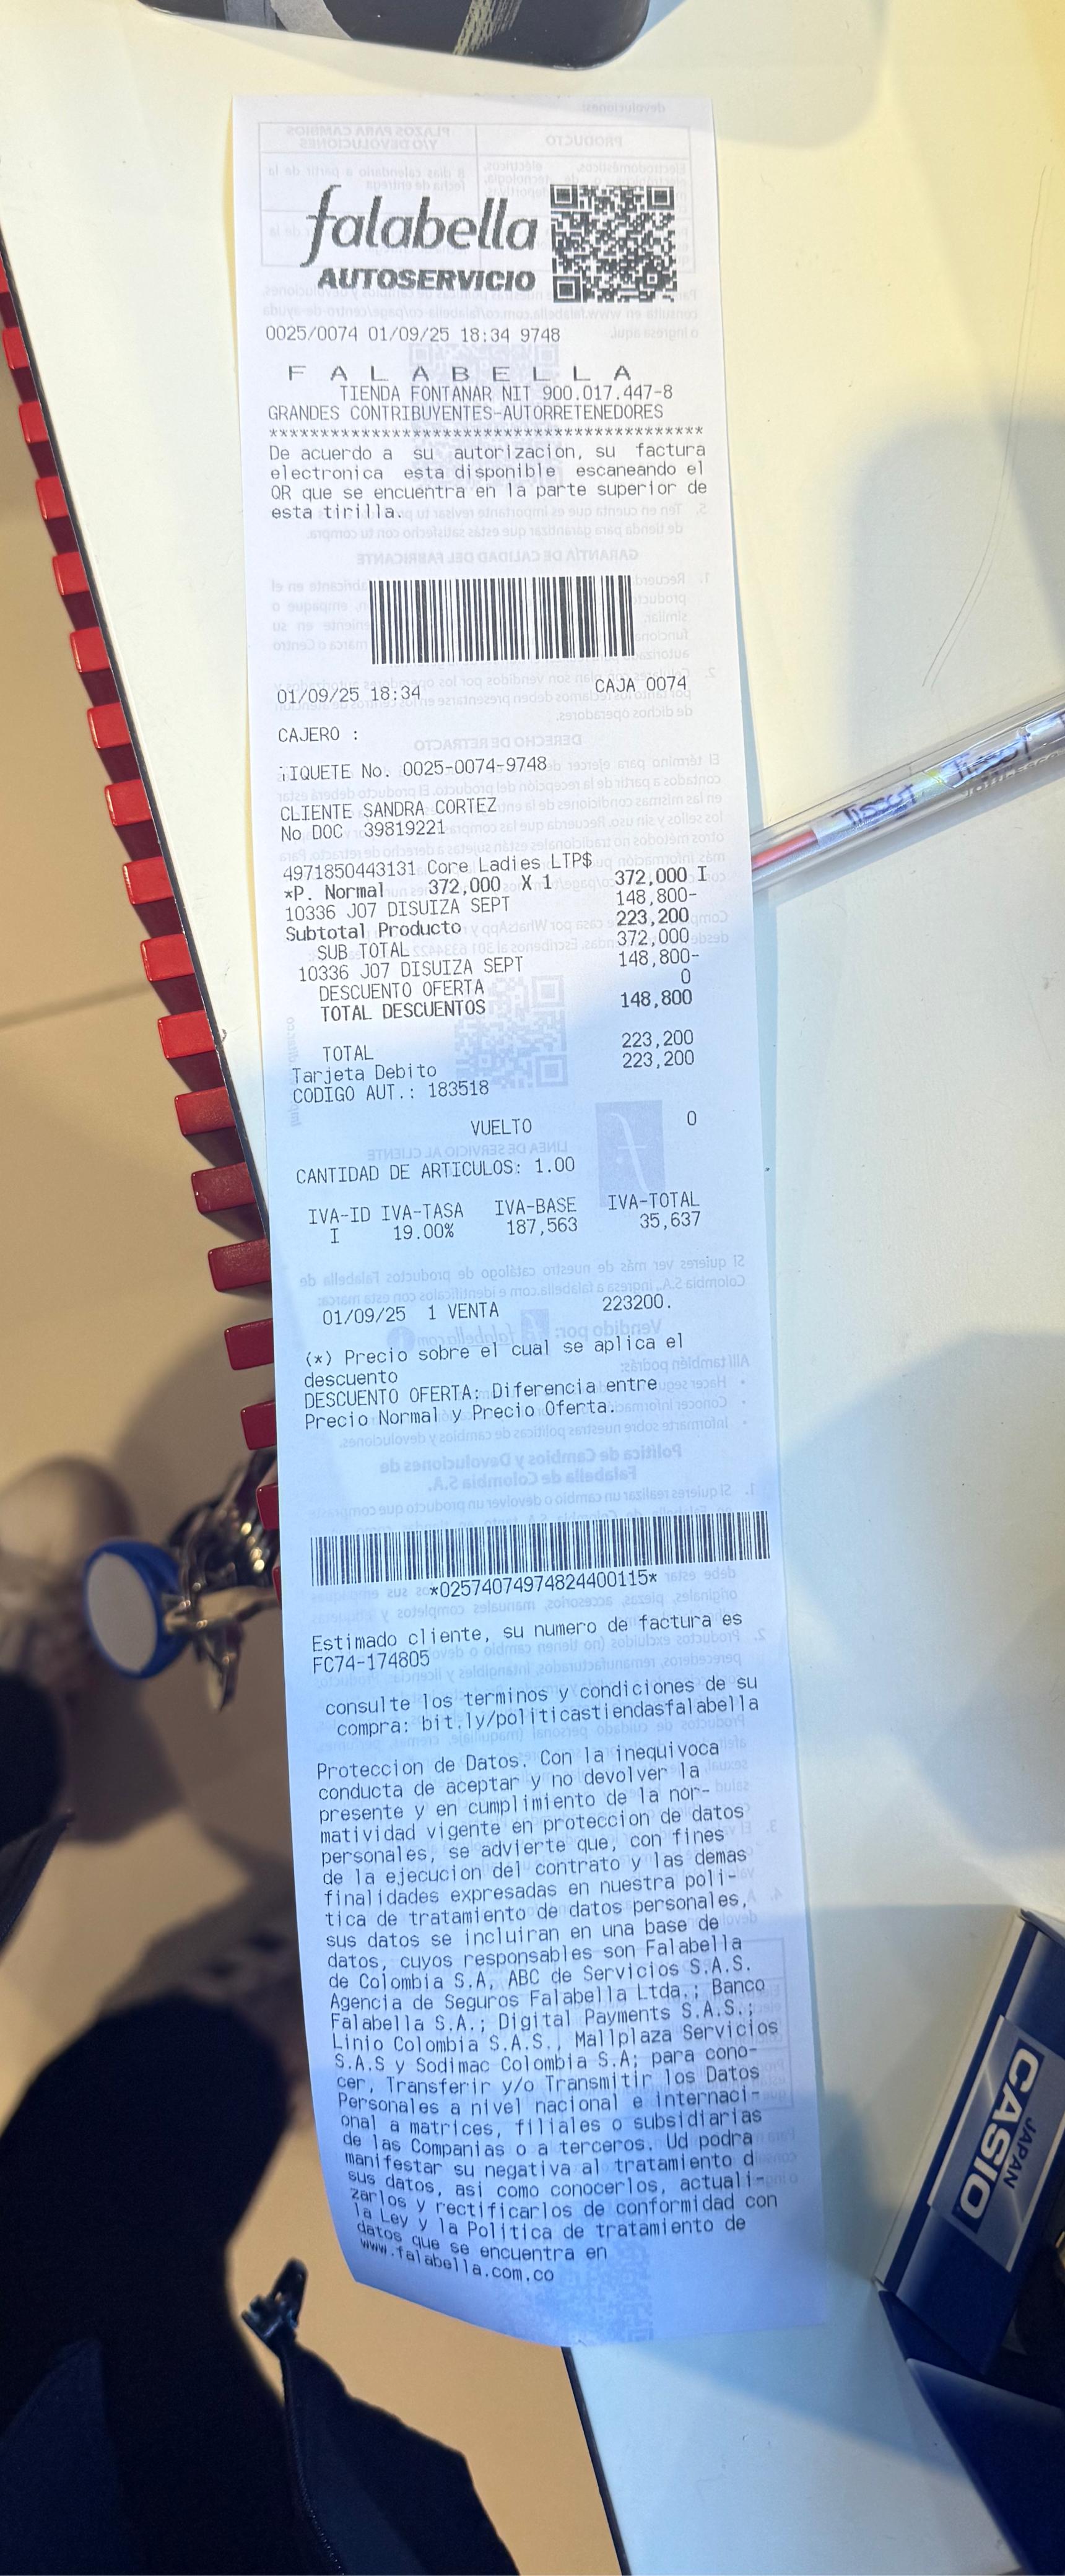 falabella
AUTOSERVICIO
0025/0074 01/09/25 18:34 9748
F A L A B E L L A
TIENDA FONTANAR NIT 900.017.447-8
GRANDES CONTRIBUYENTES-AUTORRETENEDORES
******************************************
De acuerdo a su autorizacion, su factura
electronica esta disponible escaneando el
QR que se encuentra en la parte superior de
esta tirilla.
01/09/25 18:34 CAJA 0074
CAJERO :
TIQUETE No. 0025-0074-9748
CLIENTE SANDRA CORTEZ
No DOC 39819221
4971850443131 Core Ladies LTP$
*P. Normal 372,000 X 1 372,000 I
10336 J07 DISUIZA SEPT 148,800-
Subtotal Producto 223,200
SUB TOTAL 372,000
10336 J07 DISUIZA SEPT 148,800-
DESCUENTO OFERTA 0
TOTAL DESCUENTOS 148,800
TOTAL 223,200
Tarjeta Debito 223,200
CODIGO AUT.: 183518
VUELTO 0
CANTIDAD DE ARTICULOS: 1.00
IVA-ID IVA-TASA IVA-BASE IVA-TOTAL
I 19.00% 187,563 35,637
01/09/25 1 VENTA 223200.
(*) Precio sobre el cual se aplica el
descuento
DESCUENTO OFERTA: Diferencia entre
Precio Normal y Precio Oferta.
*02574074974824400115*
Estimado cliente, su numero de factura es
FC74-174805
consulte los terminos y condiciones de su
compra: bit.ly/politicastiendasfalabella
Proteccion de Datos. Con la inequivoca
conducta de aceptar y no devolver la
presente y en cumplimiento de la nor-
matividad vigente en proteccion de datos
personales, se advierte que, con fines
de la ejecucion del contrato y las demas
finalidades expresadas en nuestra poli-
tica de tratamiento de datos personales,
sus datos se incluiran en una base de
datos, cuyos responsables son Falabella
de Colombia S.A, ABC de Servicios S.A.S.
Agencia de Seguros Falabella Ltda.; Banco
Falabella S.A.; Digital Payments S.A.S.;
Linio Colombia S.A.S., Mallplaza Servicios
S.A.S y Sodimac Colombia S.A; para cono-
cer, Transferir y/o Transmitir los Datos
Personales a nivel nacional e internaci-
onal a matrices, filiales o subsidiarias
de las Companias o a terceros. Ud podra
manifestar su negativa al tratamiento d
sus datos, asi como conocerlos, actuali-
zarlos y rectificarlos de conformidad con
la Ley y la Politica de tratamiento de
datos que se encuentra en
www.falabella.com.co
Tissot Tissot
CASIO
JAPAN